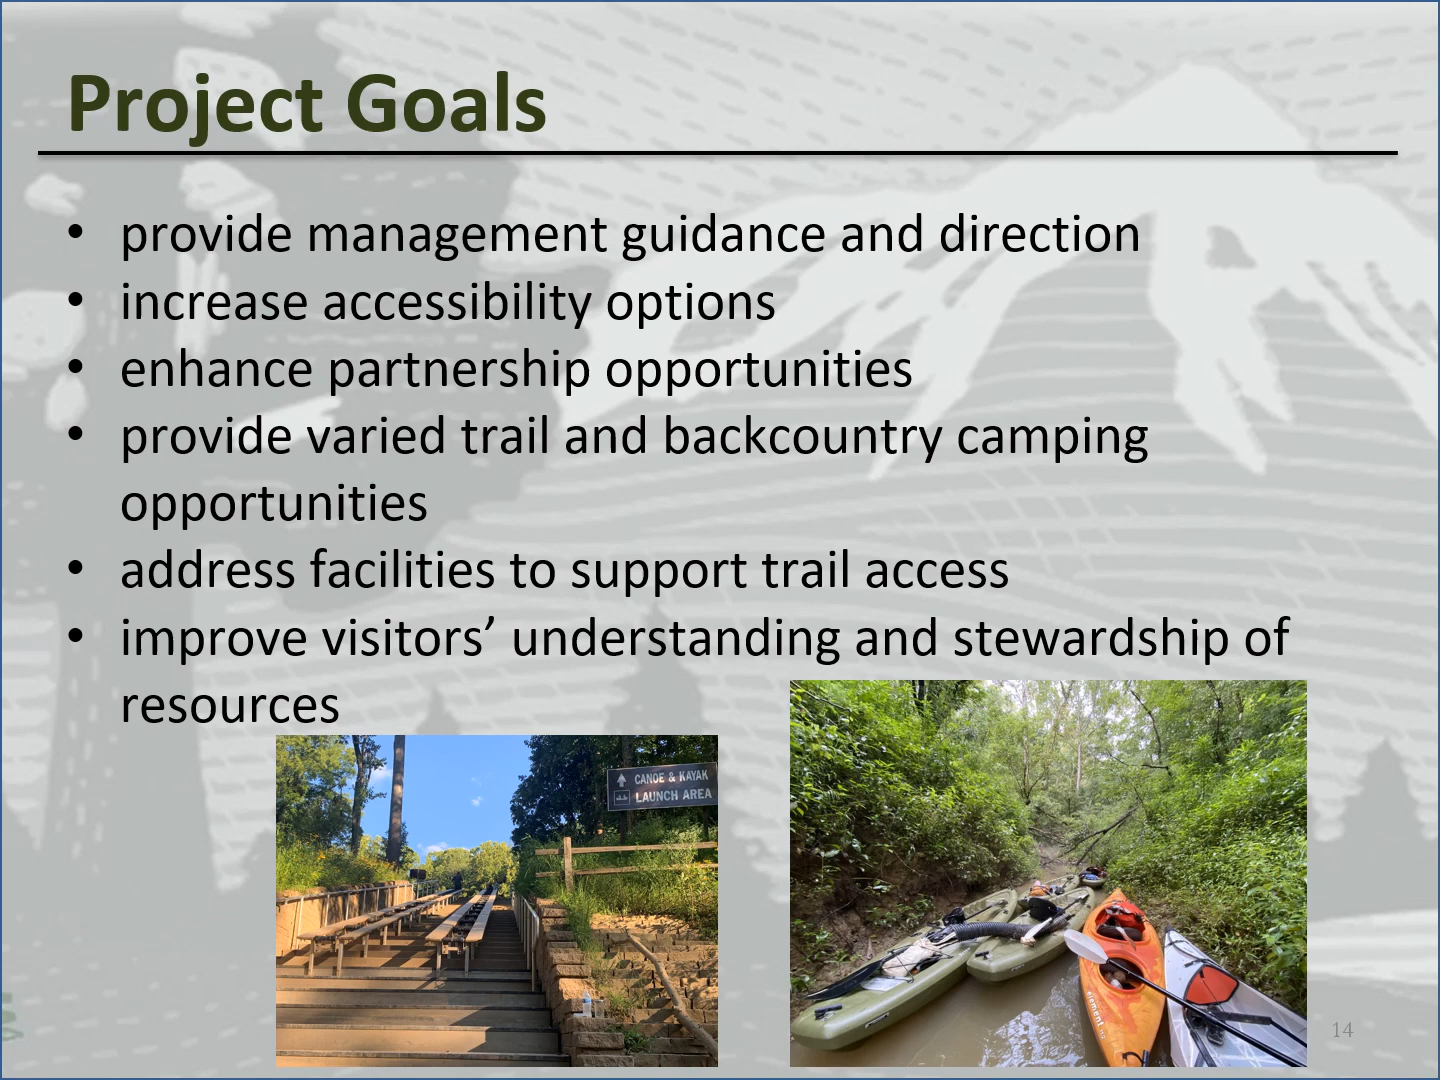 Project Goals
• provide management guidance and direction
• increase accessibility options
• enhance partnership opportunities
• provide varied trail and backcountry camping
opportunities
• address facilities to support trail access
• improve visitors’ understanding and stewardship of
resources
CANOE & KAYAK
LAUNCH AREA
element
14